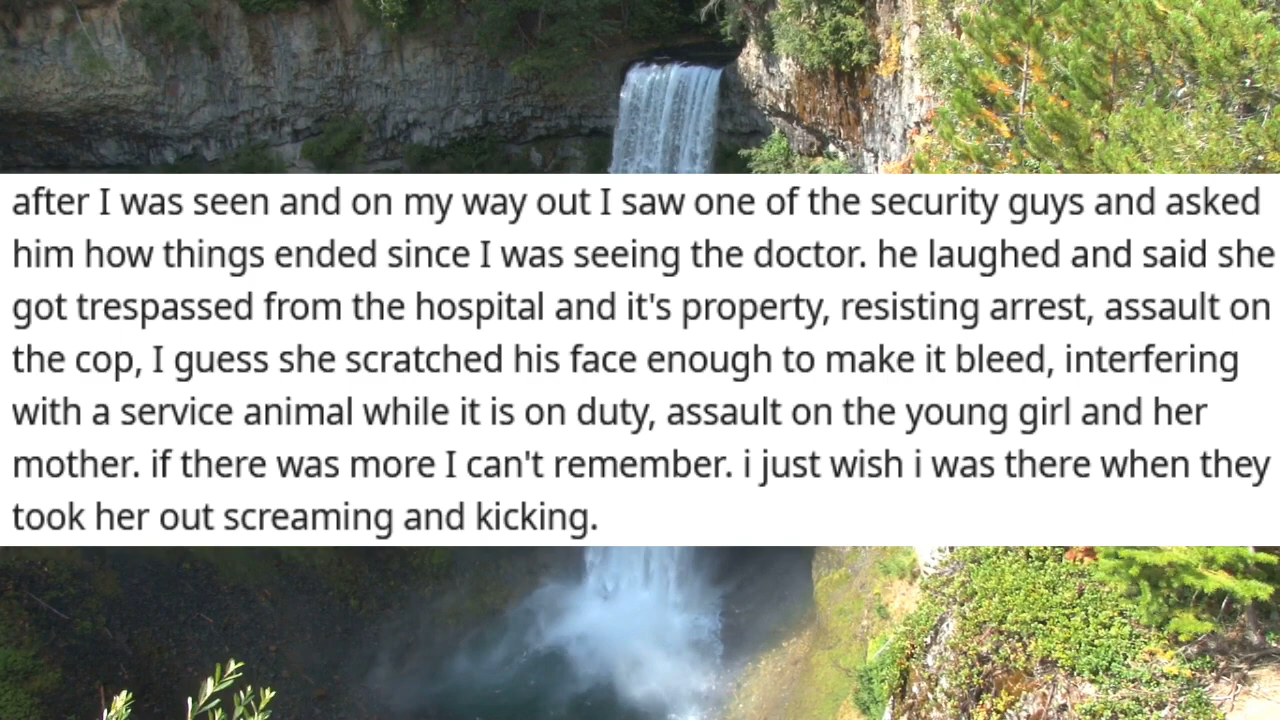 after I was seen and on my way out I saw one of the security guys and asked
him how things ended since I was seeing the doctor. he laughed and said she
got trespassed from the hospital and it's property, resisting arrest, assault on
the cop, I guess she scratched his face enough to make it bleed, interfering
with a service animal while it is on duty, assault on the young girl and her
mother. if there was more I can't remember. i just wish i was there when they
took her out screaming and kicking.